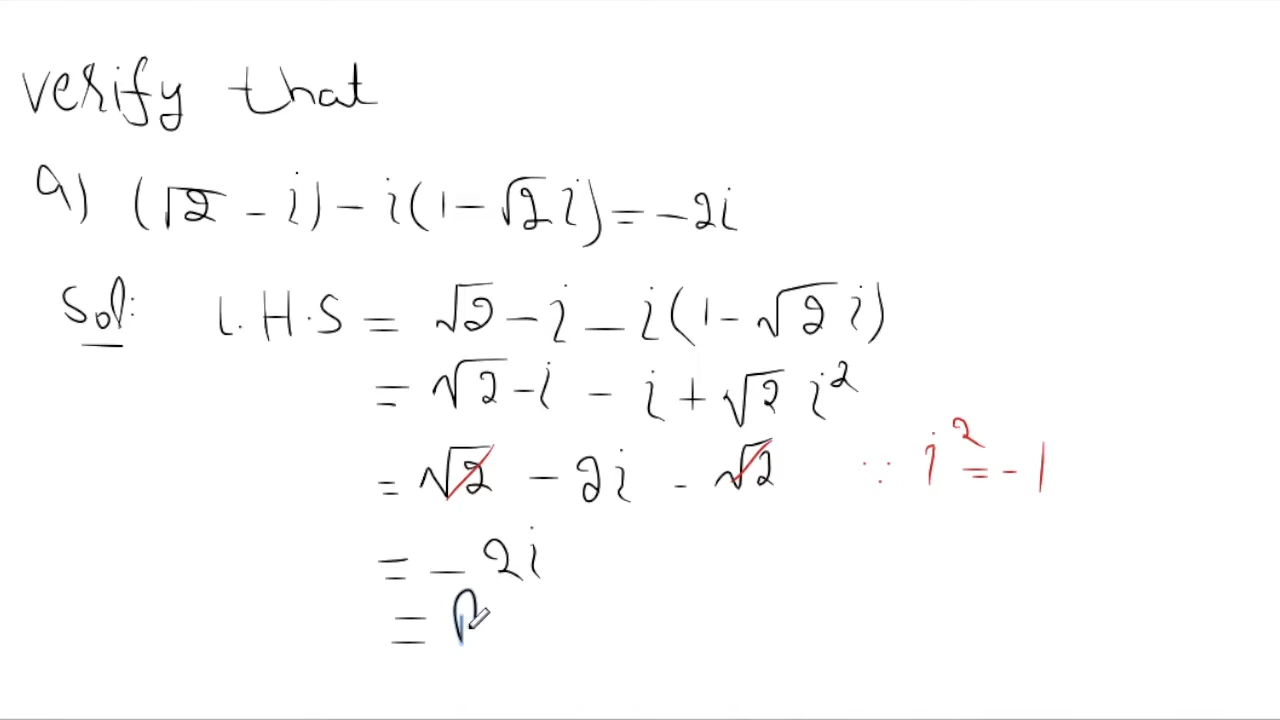 verify that
a) (√2 - i) - i(1 - √2 i) = -2i
Sol: L.H.S = √2 - i - i(1 - √2 i)
= √2 - i - i + √2 i²
= √2 - 2i - √2 ∵ i² = -1
= - 2i
=